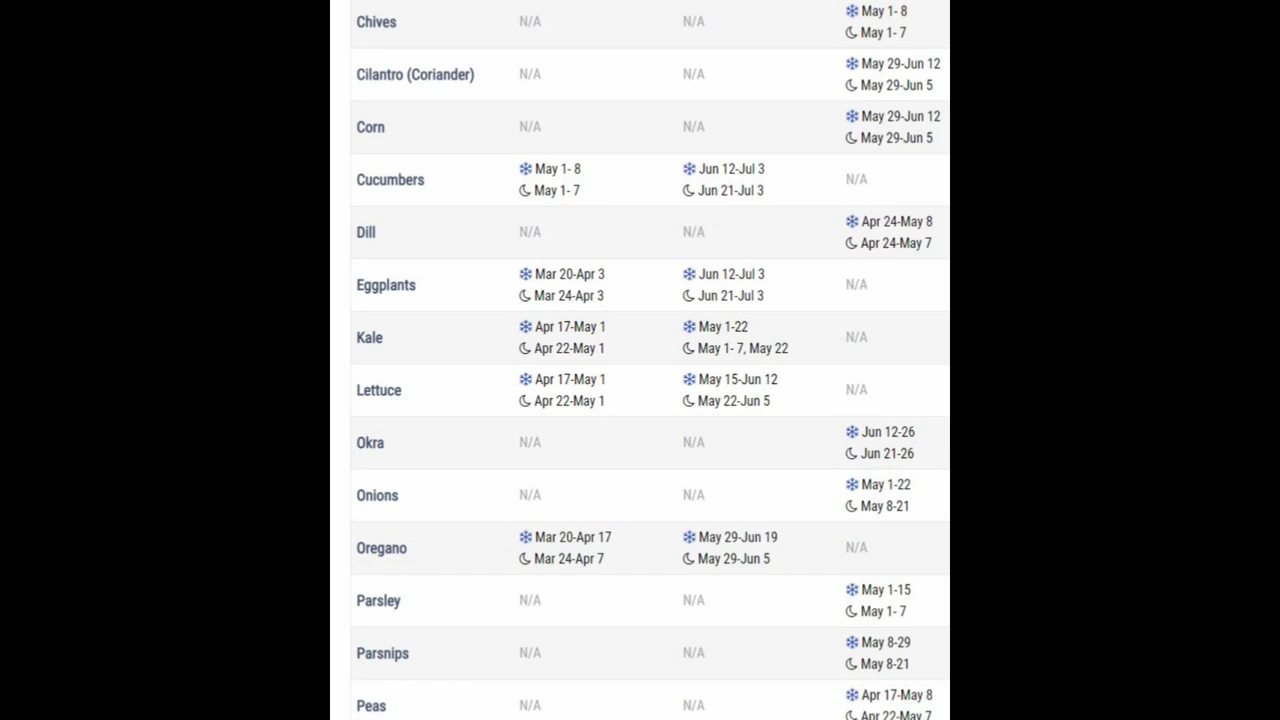 Chives N/A N/A May 1- 8
May 1- 7
Cilantro (Coriander) N/A N/A May 29-Jun 12
May 29-Jun 5
Corn N/A N/A May 29-Jun 12
May 29-Jun 5
Cucumbers May 1- 8 Jun 12-Jul 3 N/A
May 1- 7 Jun 21-Jul 3
Dill N/A N/A Apr 24-May 8
Apr 24-May 7
Eggplants Mar 20-Apr 3 Jun 12-Jul 3 N/A
Mar 24-Apr 3 Jun 21-Jul 3
Kale Apr 17-May 1 May 1-22 N/A
Apr 22-May 1 May 1- 7, May 22
Lettuce Apr 17-May 1 May 15-Jun 12 N/A
Apr 22-May 1 May 22-Jun 5
Okra N/A N/A Jun 12-26
Jun 21-26
Onions N/A N/A May 1-22
May 8-21
Oregano Mar 20-Apr 17 May 29-Jun 19 N/A
Mar 24-Apr 7 May 29-Jun 5
Parsley N/A N/A May 1-15
May 1- 7
Parsnips N/A N/A May 8-29
May 8-21
Peas N/A N/A Apr 17-May 8
Apr 22-May 7